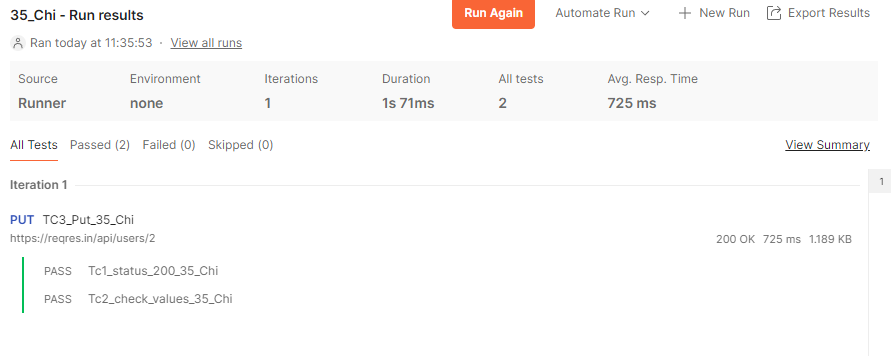 35_Chi - Run results
Run Again
Automate Run
New Run
Export Results
Ran today at 11:35:53 · View all runs
Source Environment Iterations Duration All tests Avg. Resp. Time
Runner none 1 1s 71ms 2 725 ms
All Tests Passed (2) Failed (0) Skipped (0) View Summary
Iteration 1
1
PUT TC3_Put_35_Chi
https://reqres.in/api/users/2 200 OK 725 ms 1.189 KB
PASS Tc1_status_200_35_Chi
PASS Tc2_check_values_35_Chi